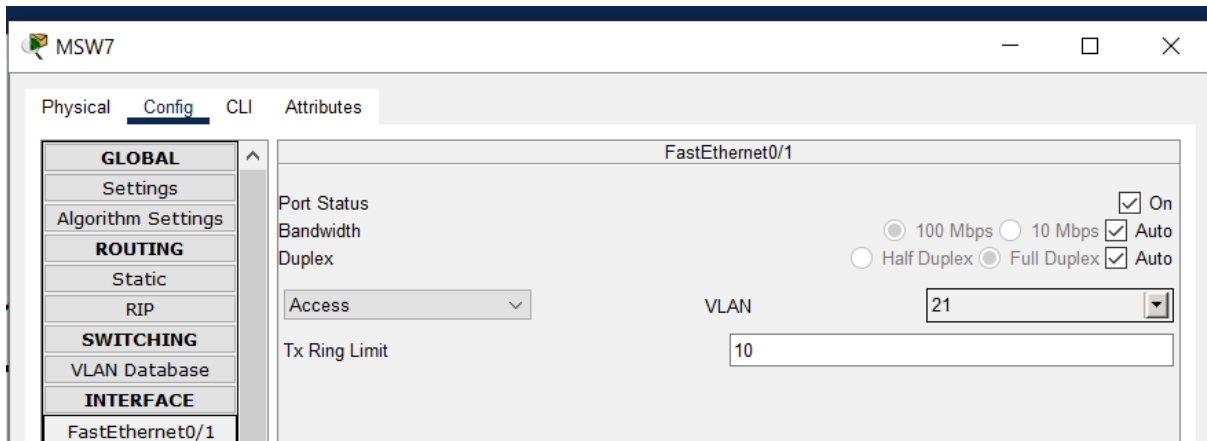 MSW7
Physical Config CLI Attributes
GLOBAL
Settings
Algorithm Settings
ROUTING
Static
RIP
SWITCHING
VLAN Database
INTERFACE
FastEthernet0/1
FastEthernet0/1
Port Status On
Bandwidth 100 Mbps 10 Mbps Auto
Duplex Half Duplex Full Duplex Auto
Access VLAN 21
Tx Ring Limit 10